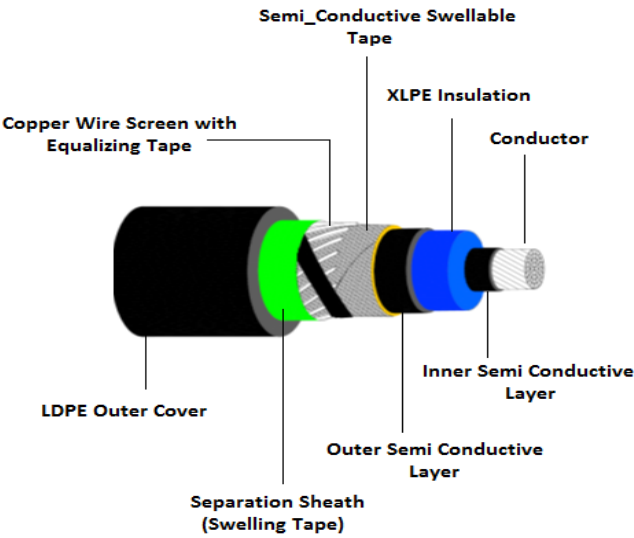 Semi_Conductive Swellable
Tape
XLPE Insulation
Copper Wire Screen with
Equalizing Tape
Conductor
Inner Semi Conductive
Layer
LDPE Outer Cover
Outer Semi Conductive
Layer
Separation Sheath
(Swelling Tape)